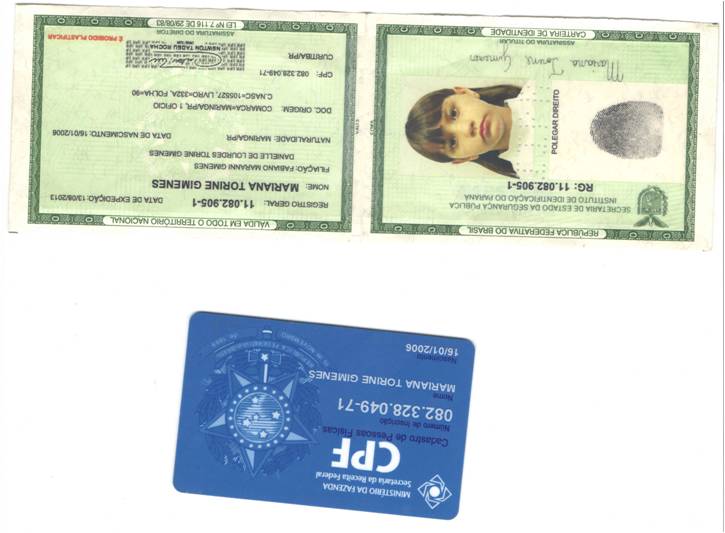 REPÚBLICA FEDERATIVA DO BRASIL
SECRETARIA DE ESTADO DA SEGURANÇA PÚBLICA
INSTITUTO DE IDENTIFICAÇÃO DO PARANÁ
RG: 11.082.905-1
POLEGAR DIREITO
Mariana Torine Gimenes
ASSINATURA DO TITULAR
CARTEIRA DE IDENTIDADE
VÁLIDA EM TODO O TERRITÓRIO NACIONAL
REGISTRO GERAL: 11.082.905-1 DATA DE EXPEDIÇÃO: 13/08/2013
NOME: MARIANA TORINE GIMENES
FILIAÇÃO: FABIANI MARIANNI GIMENES
DANIELLE DE LOURDES TORINE GIMENES
NATURALIDADE: MARINGA/PR DATA DE NASCIMENTO: 16/01/2006
DOC. ORIGEM: COMARCA=MARINGA/PR, 1 OFICIO
C.NASC=105527, LIVRO=332A, FOLHA=90
CPF: 082.328.049-71
CURITIBA/PR
NEWTON TADEU ROCHA
ASSINATURA DO DIRETOR
É PROIBIDO PLASTIFICAR
LEI Nº 7.116 DE 29/08/83
MINISTÉRIO DA FAZENDA
Secretaria da Receita Federal
CPF
Cadastro de Pessoas Físicas
Número de Inscrição
082.328.049-71
Nome
MARIANA TORINE GIMENES
Nascimento
16/01/2006